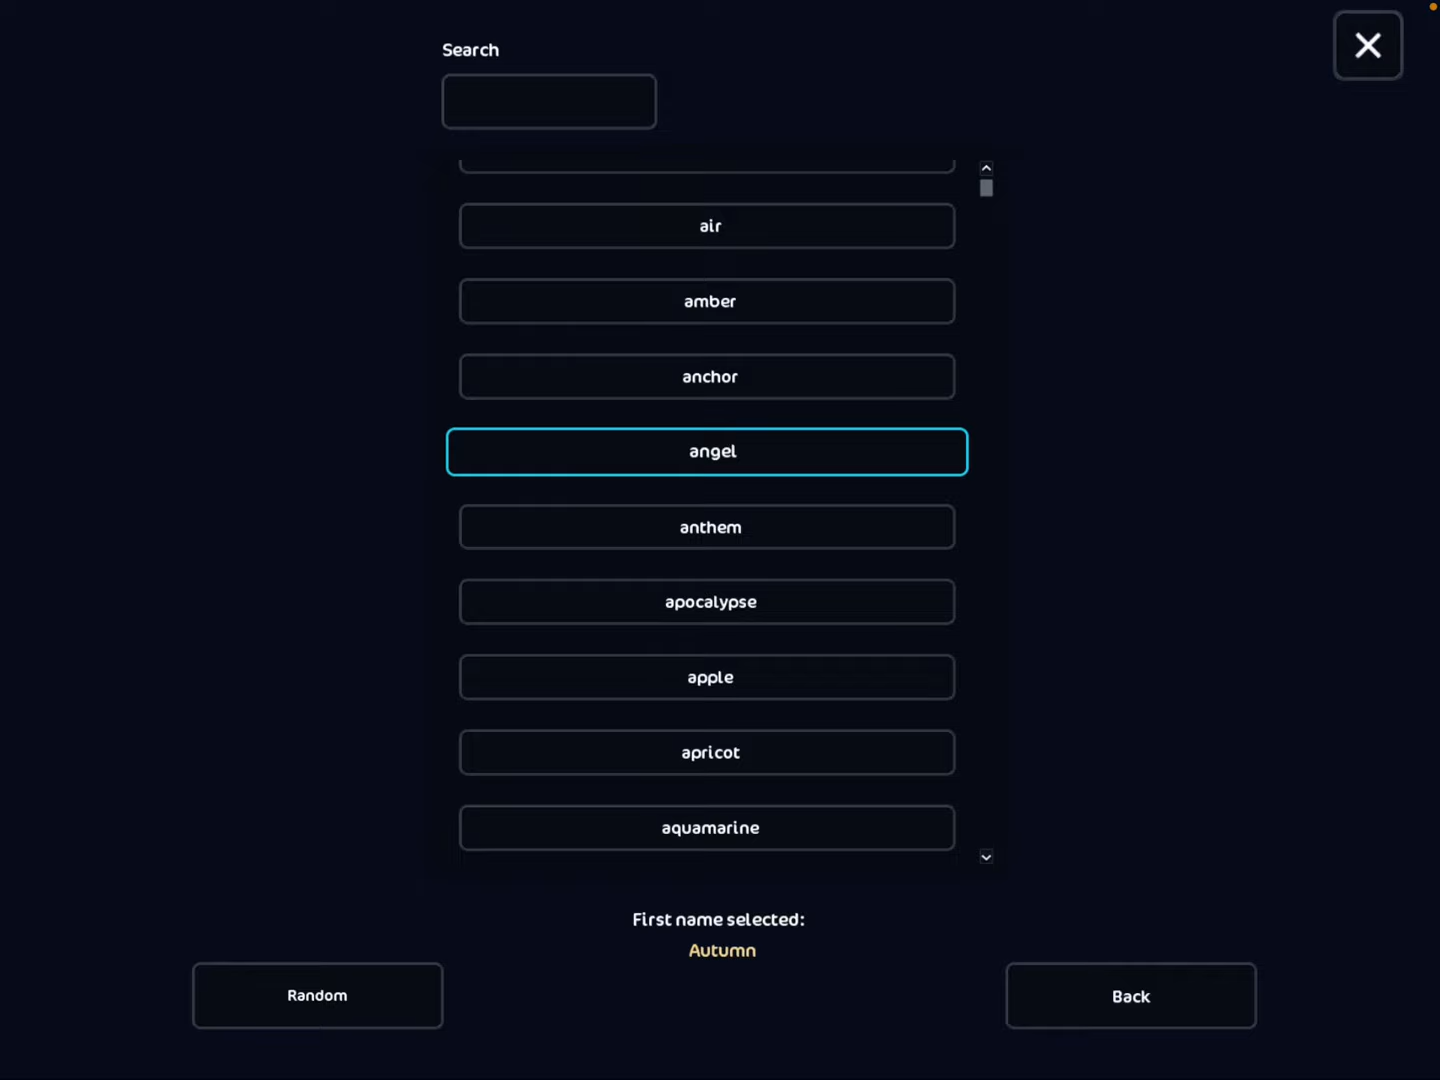 Search
air
amber
anchor
angel
anthem
apocalypse
apple
apricot
aquamarine
First name selected:
Autumn
Random
Back